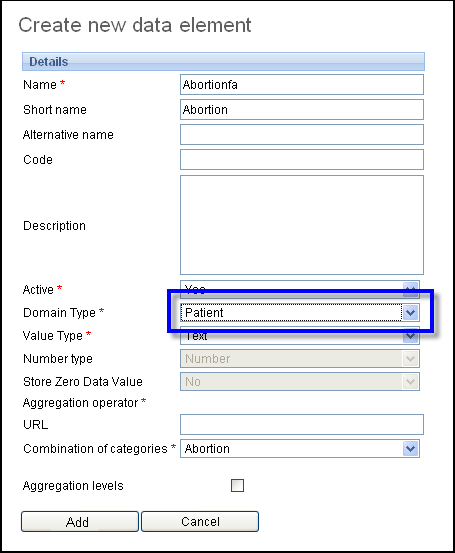 Create new data element
Details
Name * Abortionfa
Short name Abortion
Alternative name
Code
Description
Active * Yes
Domain Type * Patient
Value Type * Text
Number type Number
Store Zero Data Value No
Aggregation operator *
URL
Combination of categories * Abortion
Aggregation levels
Add Cancel